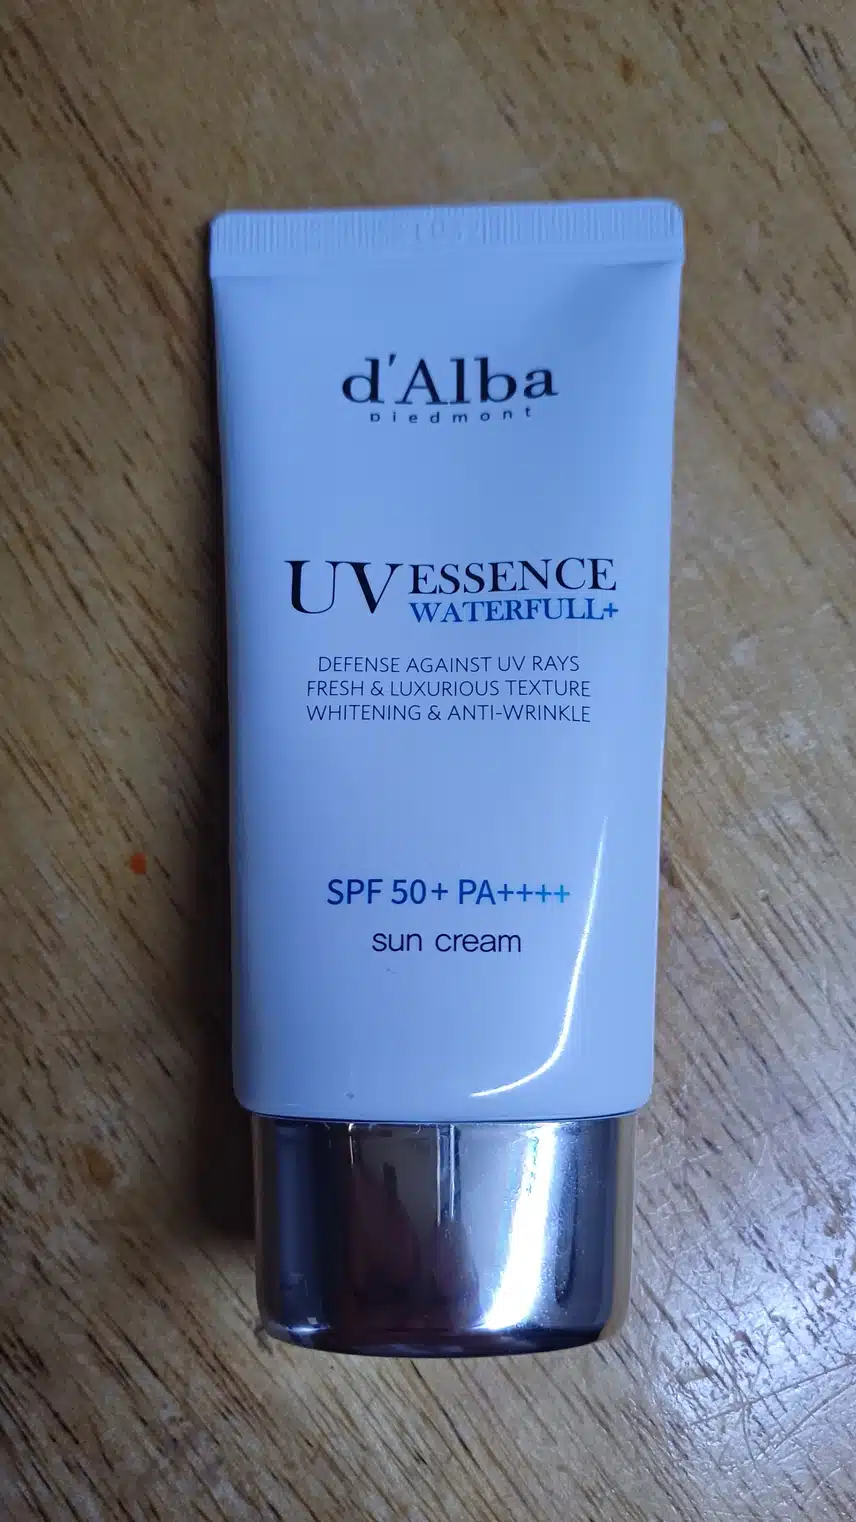 d'Alba
piedmont
UV ESSENCE
WATERFULL+
DEFENSE AGAINST UV RAYS
FRESH & LUXURIOUS TEXTURE
WHITENING & ANTI-WRINKLE
SPF 50+ PA++++
sun cream